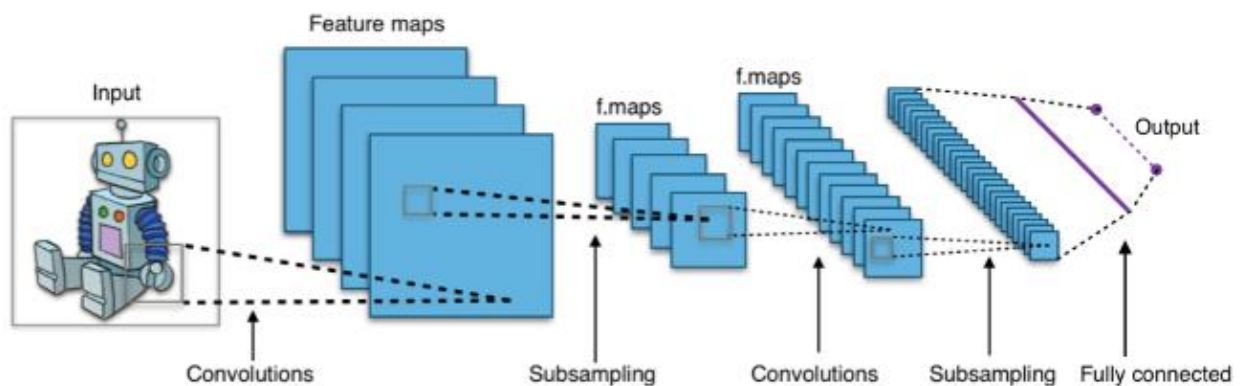 Feature maps
Input
f.maps
f.maps
Output
Convolutions
Subsampling
Convolutions
Subsampling
Fully connected